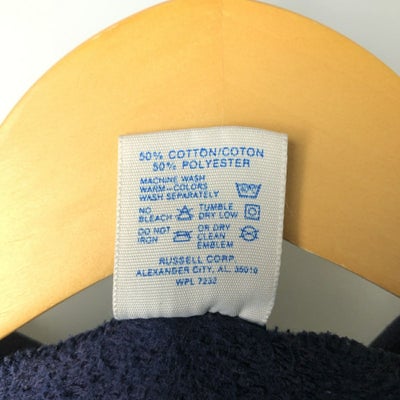 50% COTTON/COTON
50% POLYESTER
MACHINE WASH
WARM-COLORS
WASH SEPARATELY
NO BLEACH TUMBLE DRY LOW
DO NOT IRON OR DRY CLEAN EMBLEM
RUSSELL CORP.
ALEXANDER CITY, AL. 35010
WPL 7232